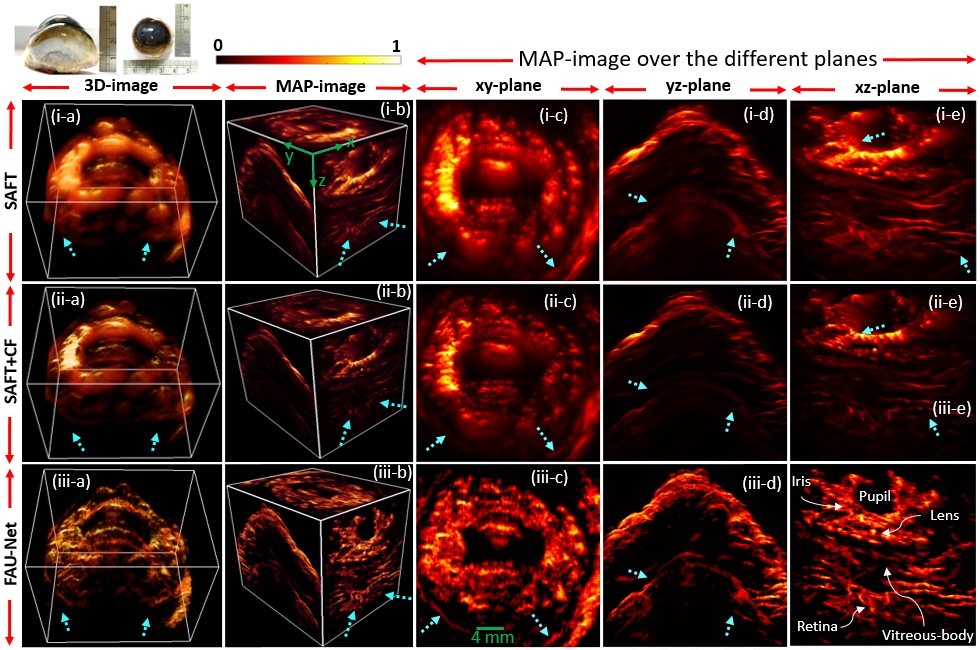 0
1
MAP-image over the different planes
3D-image
MAP-image
xy-plane
yz-plane
xz-plane
SAFT
(i-a)
(i-b)
(i-c)
(i-d)
(i-e)
y
x
z
SAFT+CF
(ii-a)
(ii-b)
(ii-c)
(ii-d)
(ii-e)
(iii-e)
FAU-Net
(iii-a)
(iii-b)
(iii-c)
(iii-d)
Iris
Pupil
Lens
Retina
Vitreous-body
4 mm